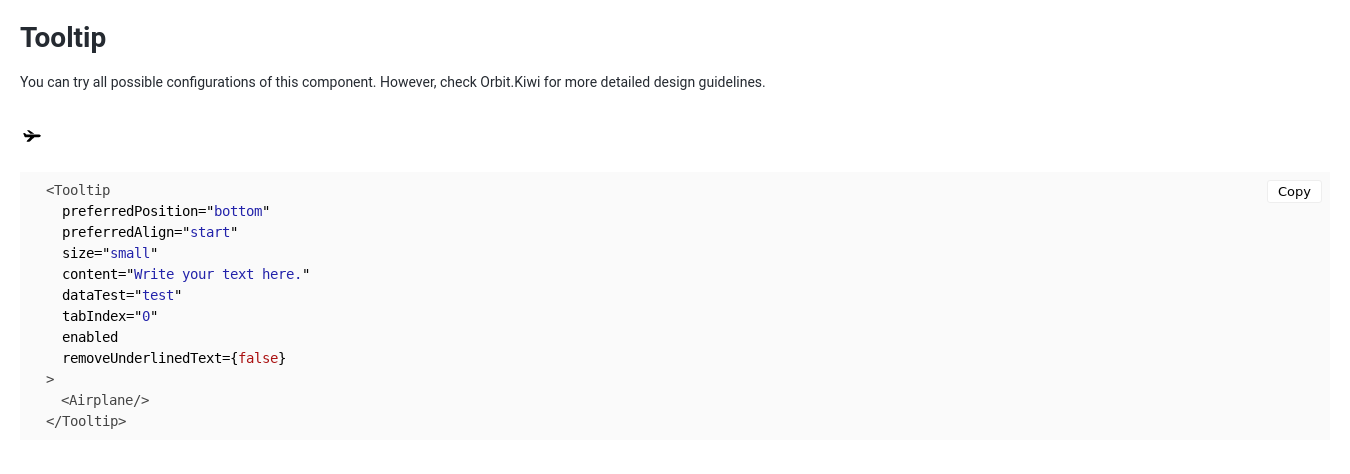 Tooltip
You can try all possible configurations of this component. However, check Orbit.Kiwi for more detailed design guidelines.
<Tooltip
Copy
preferredPosition="bottom"
preferredAlign="start"
size="small"
content="Write your text here."
dataTest="test"
tabIndex="0"
enabled
removeUnderlinedText={false}
>
<Airplane/>
</Tooltip>